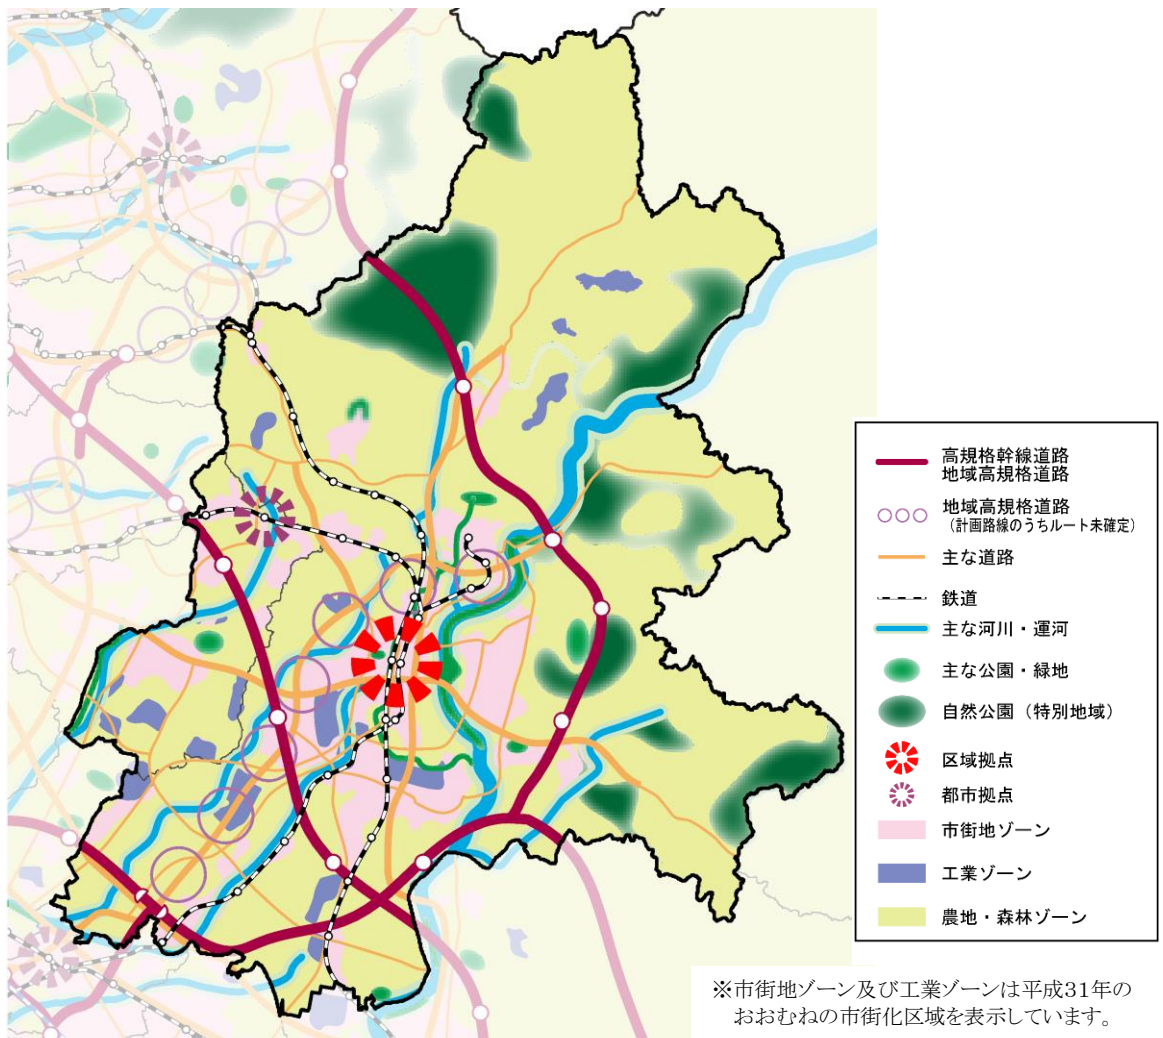 高規格幹線道路
地域高規格道路
地域高規格道路
（計画路線のうちルート未確定）
主な道路
鉄道
主な河川・運河
主な公園・緑地
自然公園（特別地域）
区域拠点
都市拠点
市街地ゾーン
工業ゾーン
農地・森林ゾーン
※市街地ゾーン及び工業ゾーンは平成31年の
おおむねの市街化区域を表示しています。